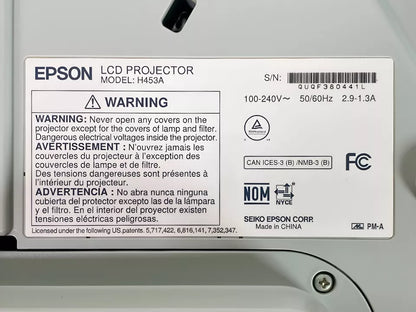 EPSON LCD PROJECTOR
MODEL: H453A
S/N:
QUQF380441L
100-240V~ 50/60Hz 2.9-1.3A
WARNING
WARNING: Never open any covers on the
projector except for the covers of lamp and filter.
Dangerous electrical voltages inside the projector.
AVERTISSEMENT : N'ouvrez jamais les
couvercles du projecteur à l'exception des
couvercles de lampe et de filtre.
Des tensions dangereuses sont présentes à
l'intérieur du projecteur.
ADVERTENCIA : No abra nunca ninguna
cubierta del protector excepto las de la lámpara
y el filtro. En el interior del proyector existen
tensiones eléctricas peligrosas.
Licensed under the following US.patents. 5,717,422, 6,816,141, 7,352,347.
CAN ICES-3 (B) /NMB-3 (B)
FC
NOM
NYCE
SEIKO EPSON CORP.
Made in CHINA
PM-A